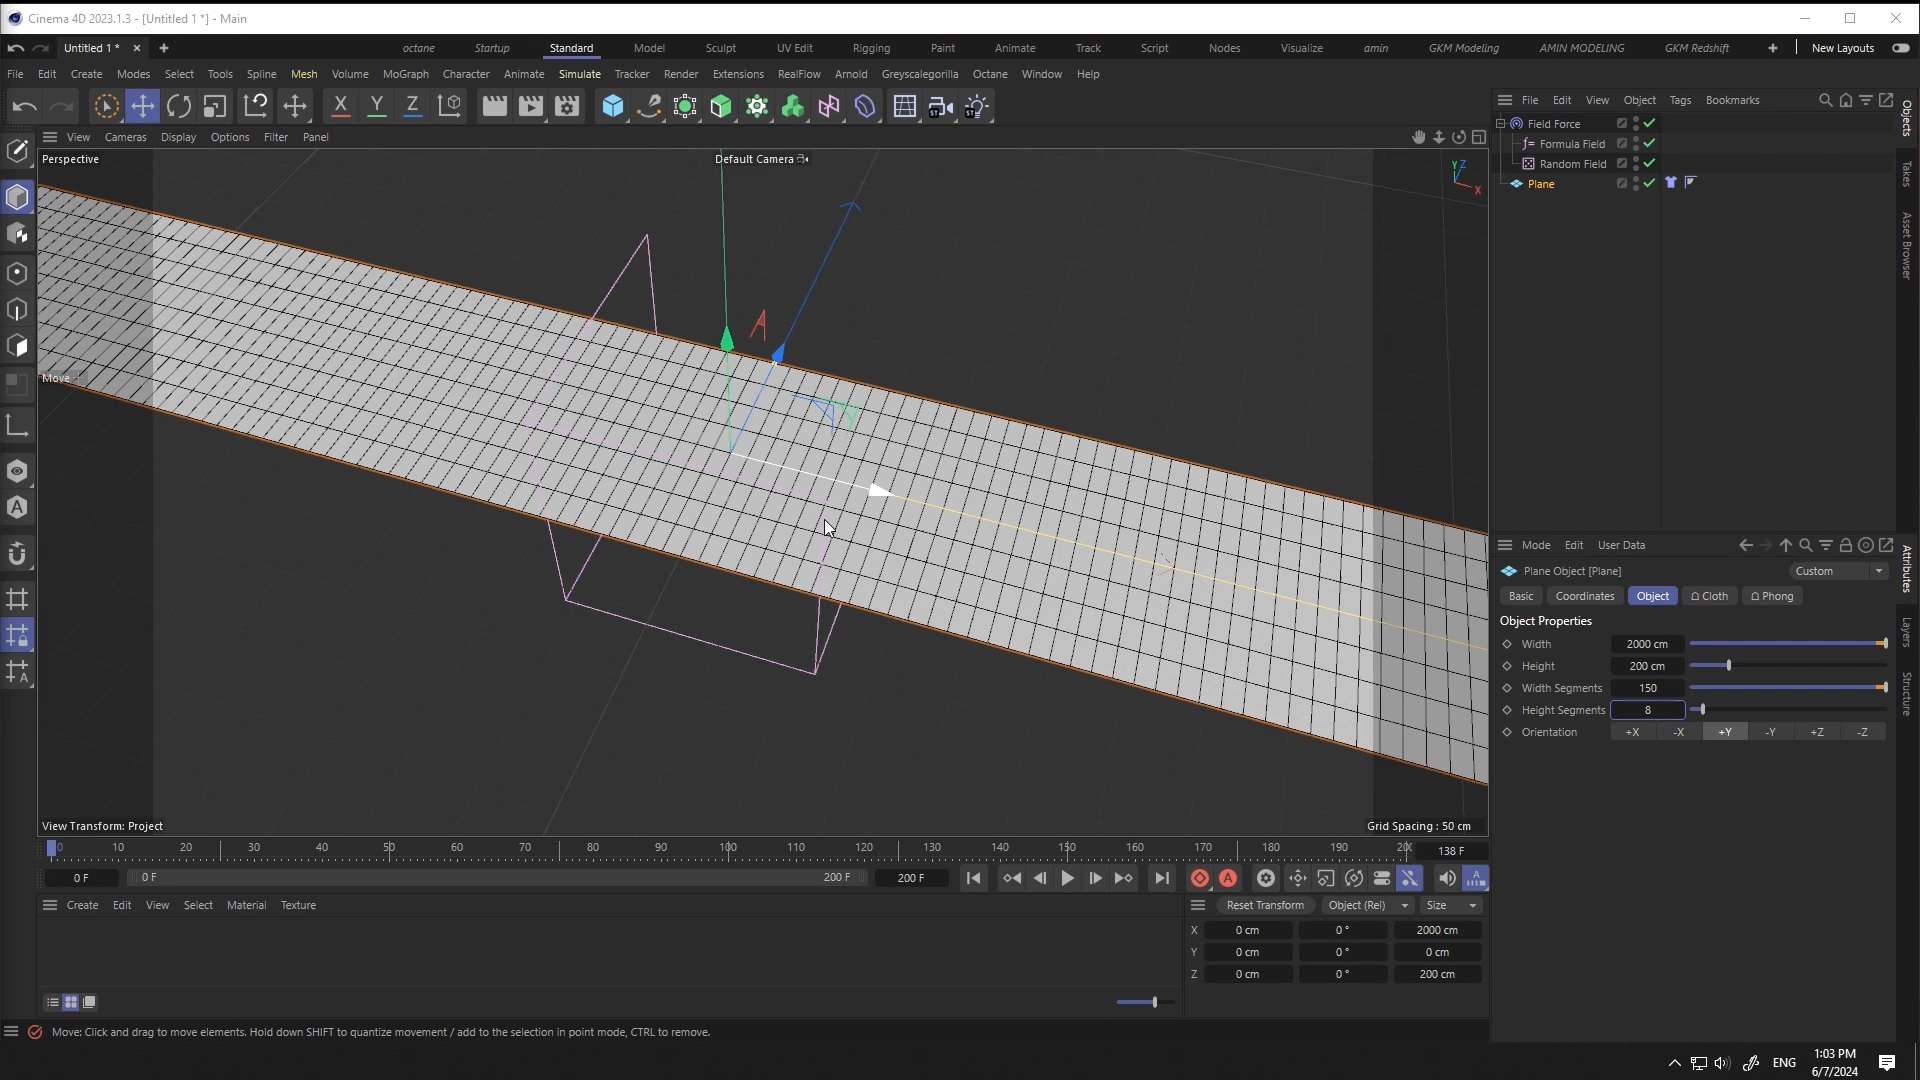 Cinema 4D 2023.1.3 - [Untitled 1 *] - Main
Untitled 1 *
octane Startup Standard Model Sculpt UV Edit Rigging Paint Animate Track Script Nodes Visualize amin GKM Modeling AMIN MODELING GKM Redshift New Layouts
File Edit Create Modes Select Tools Spline Mesh Volume MoGraph Character Animate Simulate Tracker Render Extensions RealFlow Arnold Greyscalegorilla Octane Window Help
X Y Z
ST ST
File Edit View Object Tags Bookmarks
View Cameras Display Options Filter Panel
Perspective
Default Camera
Y Z
X
Field Force
Formula Field
Random Field
Plane
Objects
Takes
Asset Browser
Move
View Transform: Project
Grid Spacing : 50 cm
Mode Edit User Data
Plane Object [Plane]
Custom
Basic Coordinates Object Cloth Phong
Object Properties
Width 2000 cm
Height 200 cm
Width Segments 150
Height Segments 8
Orientation +X -X +Y -Y +Z -Z
Attributes
Layers
Structure
0 10 20 30 40 50 60 70 80 90 100 110 120 130 140 150 160 170 180 190 20 138 F
0 F 0 F 200 F 200 F
Create Edit View Select Material Texture
Reset Transform Object (Rel) Size
X 0 cm 0 ° 2000 cm
Y 0 cm 0 ° 0 cm
Z 0 cm 0 ° 200 cm
Move: Click and drag to move elements. Hold down SHIFT to quantize movement / add to the selection in point mode, CTRL to remove.
ENG
1:03 PM
6/7/2024